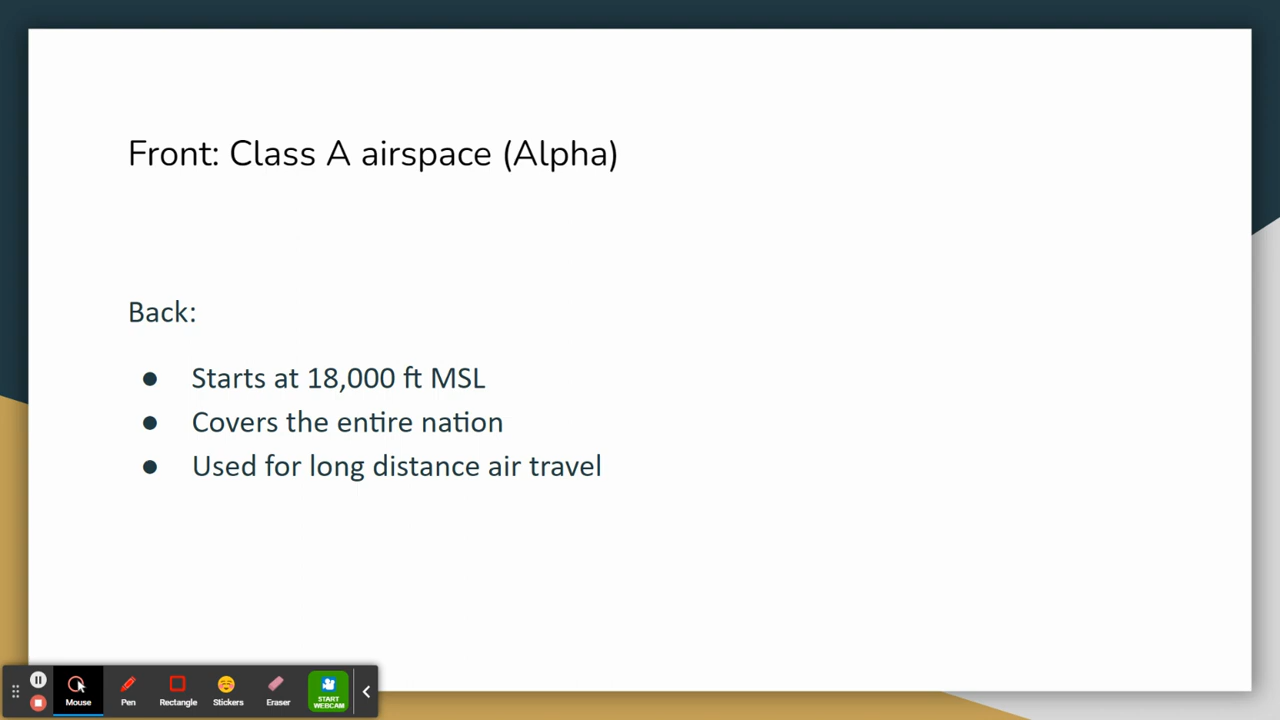 Front: Class A airspace (Alpha)
Back:
● Starts at 18,000 ft MSL
● Covers the entire nation
● Used for long distance air travel
Mouse
Pen
Rectangle
Stickers
Eraser
START
WEBCAM